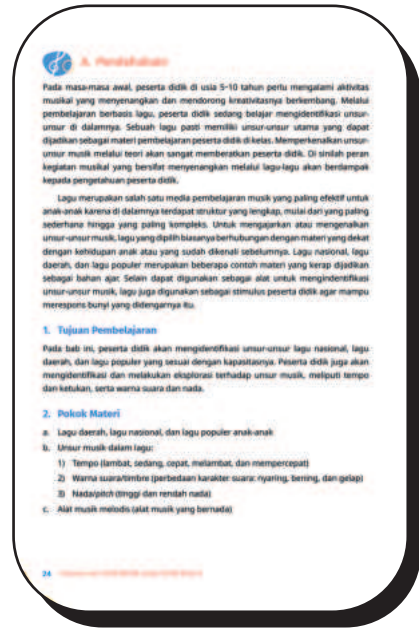 A. Pendahuluan
Pada masa-masa awal, peserta didik di usia 5-10 tahun perlu mengalami aktivitas
musikal yang menyenangkan dan mendorong kreativitasnya berkembang. Melalui
pembelajaran berbasis lagu, peserta didik sedang belajar mengidentifikasi unsur-
unsur di dalamnya. Sebuah lagu pasti memiliki unsur-unsur utama yang dapat
dijadikan sebagai materi pembelajaran peserta didik di kelas. Memperkenalkan unsur-
unsur musik melalui teori akan sangat memberatkan peserta didik. Di sinilah peran
kegiatan musikal yang bersifat menyenangkan melalui lagu-lagu akan berdampak
kepada pengetahuan peserta didik.
Lagu merupakan salah satu media pembelajaran musik yang paling efektif untuk
anak-anak karena di dalamnya terdapat struktur yang lengkap, mulai dari yang paling
sederhana hingga yang paling kompleks. Untuk mengajarkan atau mengenalkan
unsur-unsur musik, lagu yang dipilih biasanya berhubungan dengan materi yang dekat
dengan kehidupan anak atau yang sudah dikenali sebelumnya. Lagu nasional, lagu
daerah, dan lagu populer merupakan beberapa contoh materi yang kerap dijadikan
sebagai bahan ajar. Selain dapat digunakan sebagai alat untuk mengindentifikasi
unsur-unsur musik, lagu juga digunakan sebagai stimulus peserta didik agar mampu
merespons bunyi yang didengarnya itu.
1. Tujuan Pembelajaran
Pada bab ini, peserta didik akan mengidentifikasi unsur-unsur lagu nasional, lagu
daerah, dan lagu populer yang sesuai dengan kapasitasnya. Peserta didik juga akan
mengidentifikasi dan melakukan eksplorasi terhadap unsur musik, meliputi tempo
dan ketukan, serta warna suara dan nada.
2. Pokok Materi
a. Lagu daerah, lagu nasional, dan lagu populer anak-anak
b. Unsur musik dalam lagu:
1) Tempo (lambat, sedang, cepat, melambat, dan mempercepat)
2) Warna suara/timbre (perbedaan karakter suara: nyaring, bening, dan gelap)
3) Nada/pitch (tinggi dan rendah nada)
c. Alat musik melodis (alat musik yang bernada)
24